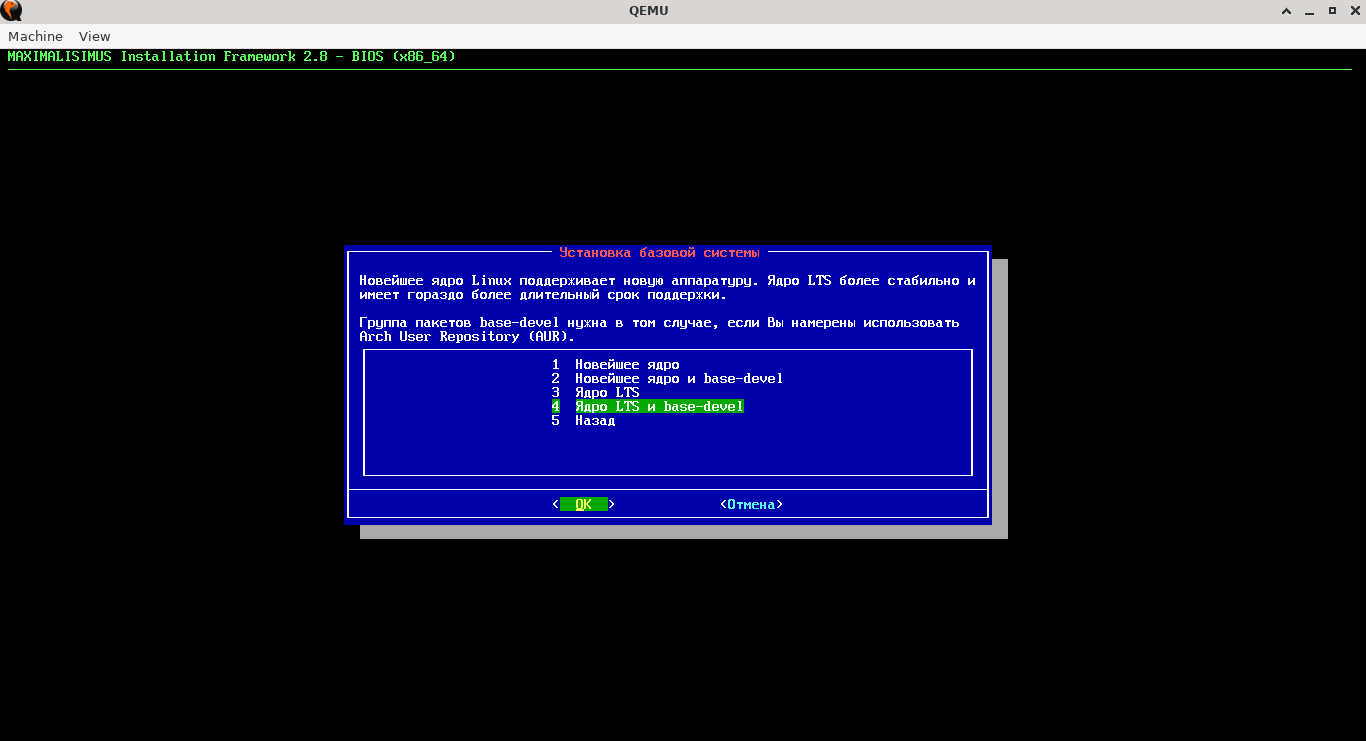 QEMU
Machine View
MAXIMALISIMUS Installation Framework 2.8 - BIOS (x86_64)
Установка базовой системы
Новейшее ядро Linux поддерживает новую аппаратуру. Ядро LTS более стабильно и
имеет гораздо более длительный срок поддержки.
Группа пакетов base-devel нужна в том случае, если Вы намерены использовать
Arch User Repository (AUR).
1 Новейшее ядро
2 Новейшее ядро и base-devel
3 Ядро LTS
4 Ядро LTS и base-devel
5 Назад
< OK > <Отмена>